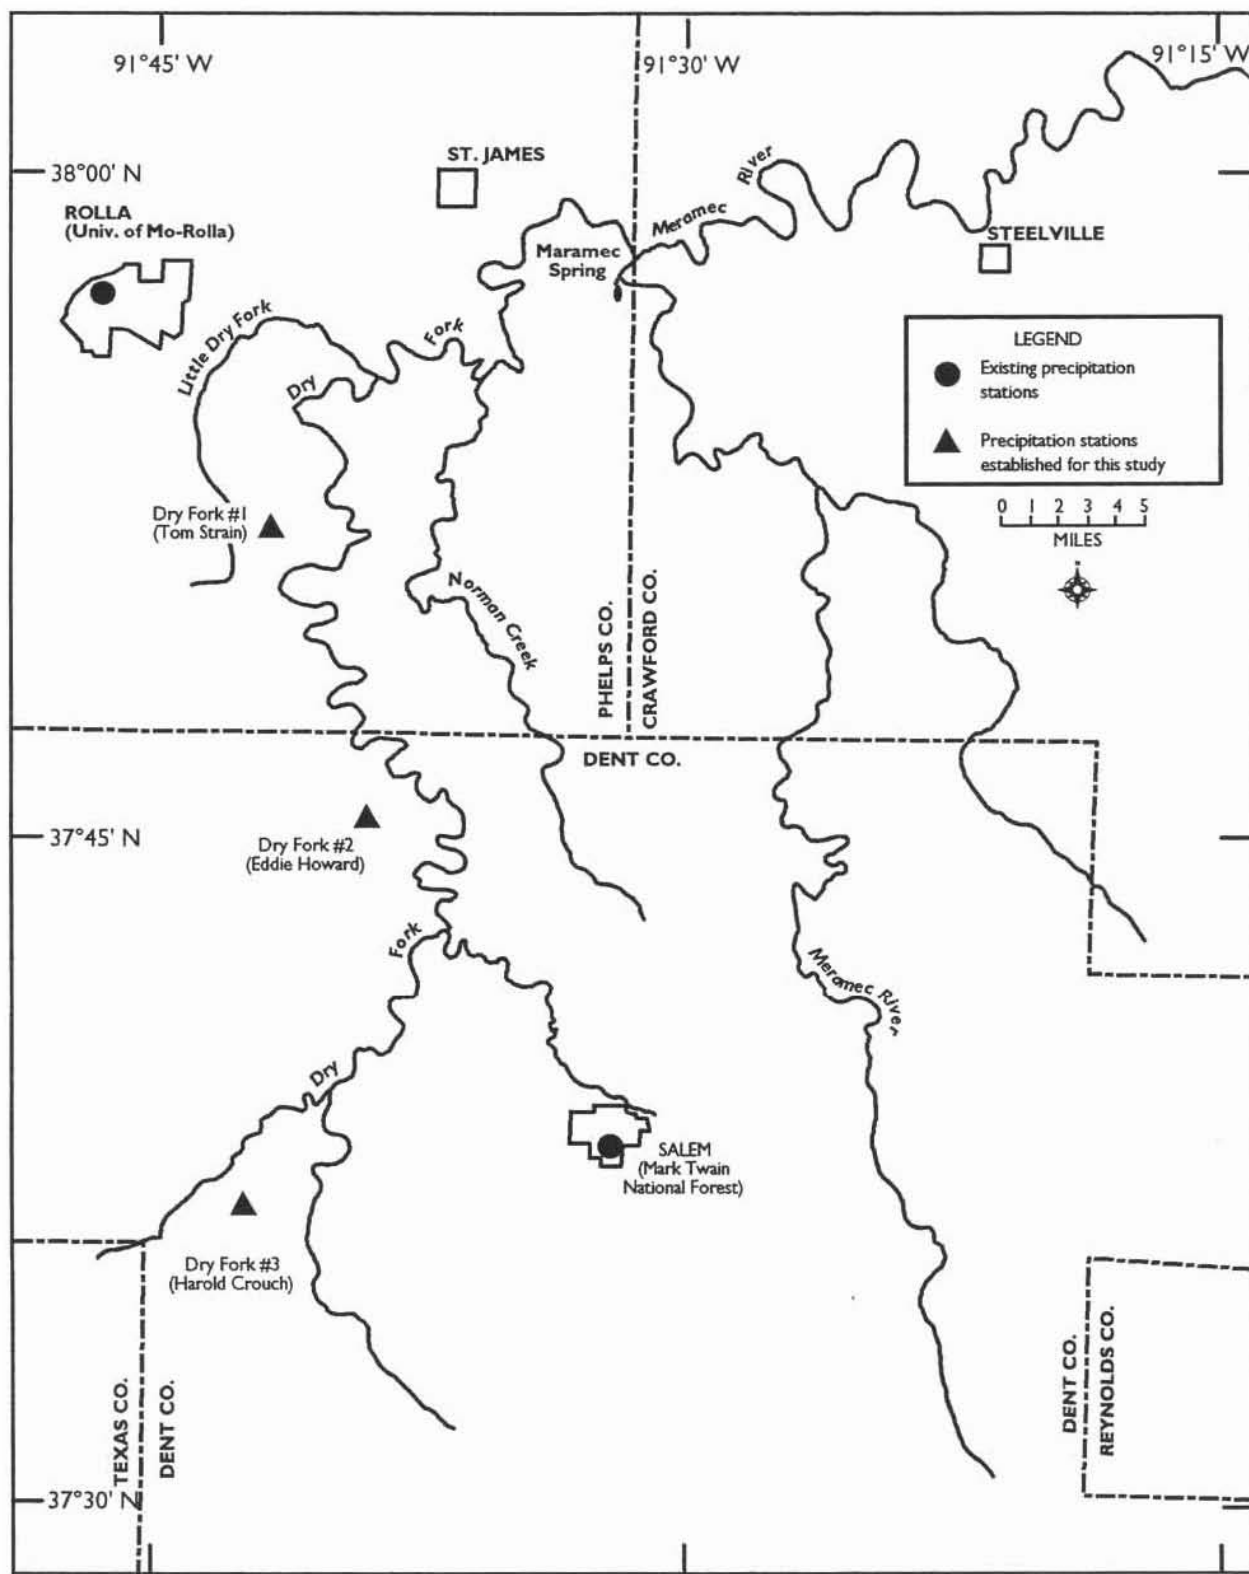 91°45' W
91°30' W
91°15' W
38°00' N
ST. JAMES
ROLLA
(Univ. of Mo-Rolla)
Meramec
River
STEELVILLE
Maramec
Spring
Little Dry Fork
Dry
Fork
LEGEND
Existing precipitation
stations
Precipitation stations
established for this study
0 1 2 3 4 5
MILES
Dry Fork #1
(Tom Strain)
Norman Creek
PHELPS CO.
CRAWFORD CO.
DENT CO.
37°45' N
Dry Fork #2
(Eddie Howard)
Fork
Dry
Meramec River
SALEM
(Mark Twain
National Forest)
Dry Fork #3
(Harold Crouch)
TEXAS CO.
DENT CO.
DENT CO.
REYNOLDS CO.
37°30' N